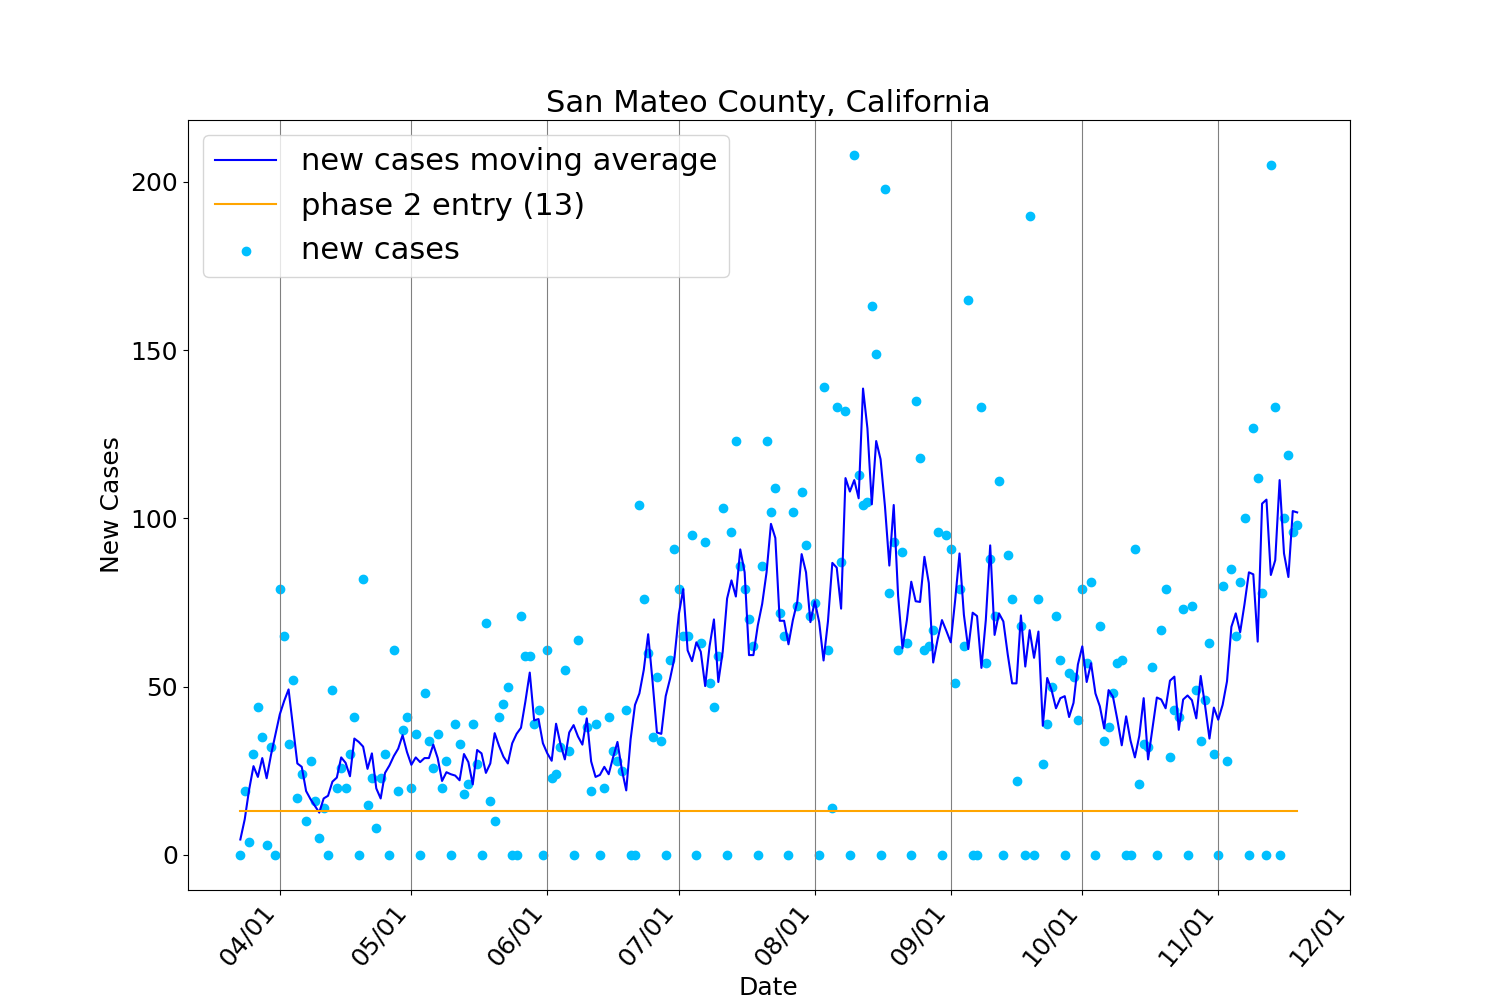 San Mateo County, California
new cases moving average
phase 2 entry (13)
new cases
200
150
100
50
0
New Cases
04/01
05/01
06/01
07/01
08/01
09/01
10/01
11/01
12/01
Date